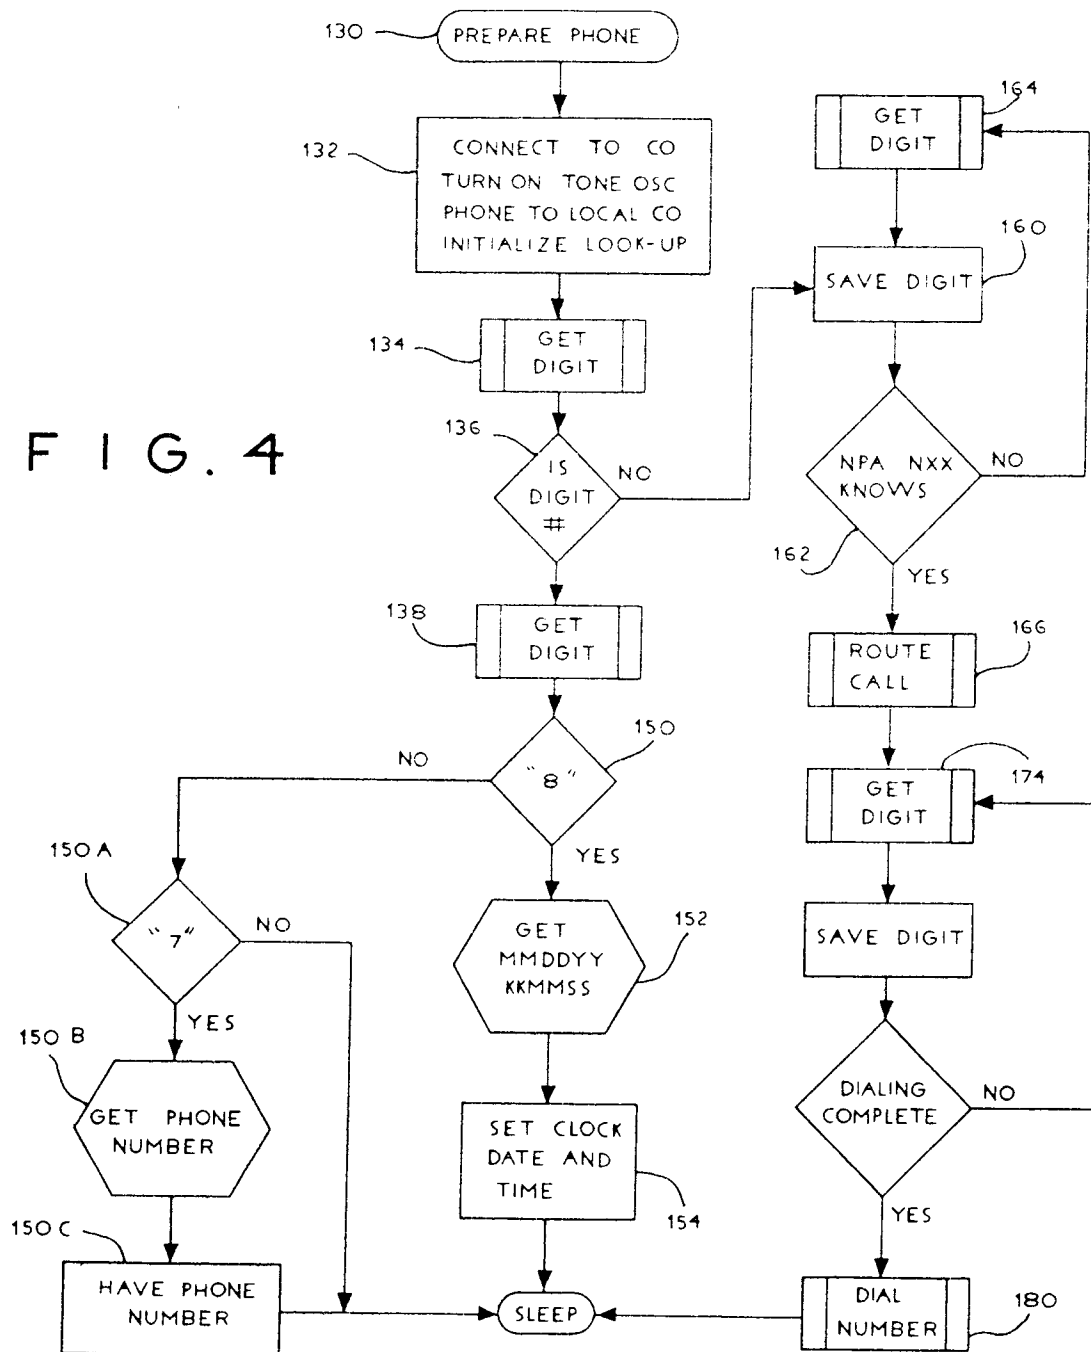 130
PREPARE PHONE
132
CONNECT TO CO
TURN ON TONE OSC
PHONE TO LOCAL CO
INITIALIZE LOOK-UP
134
GET
DIGIT
136
IS
DIGIT
#
NO
138
GET
DIGIT
150
"8"
NO
YES
150A
"7"
NO
YES
150B
GET PHONE
NUMBER
150C
HAVE PHONE
NUMBER
152
GET
MMDDYY
KKMMSS
SET CLOCK
DATE AND
TIME
154
SLEEP
164
GET
DIGIT
160
SAVE DIGIT
NPA NXX
KNOWS
NO
162
YES
ROUTE
CALL
166
GET
DIGIT
174
SAVE DIGIT
DIALING
COMPLETE
NO
YES
DIAL
NUMBER
180
FIG. 4